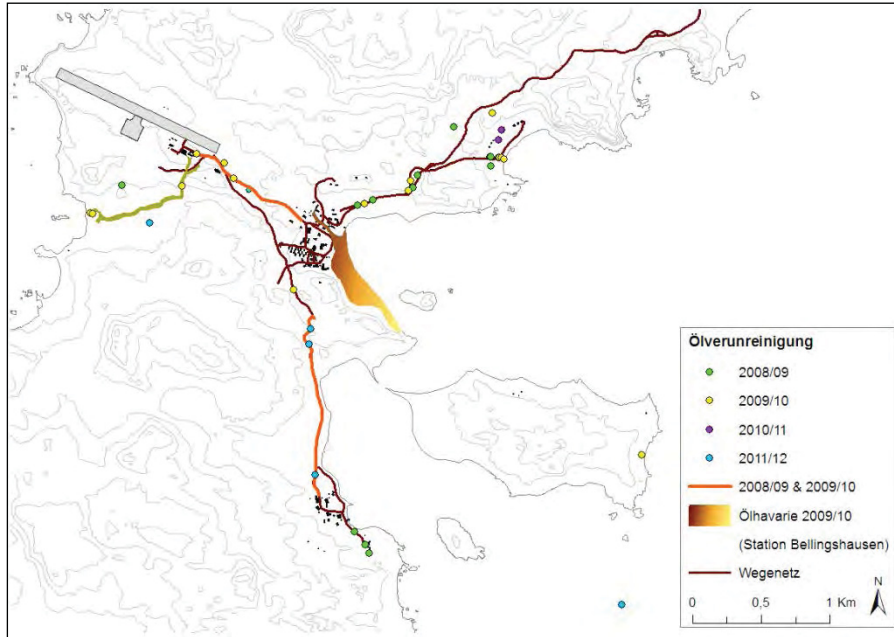 Ölverunreinigung
2008/09
2009/10
2010/11
2011/12
2008/09 & 2009/10
Ölhavarie 2009/10
(Station Bellingshausen)
Wegenetz
N
0 0,5 1 Km